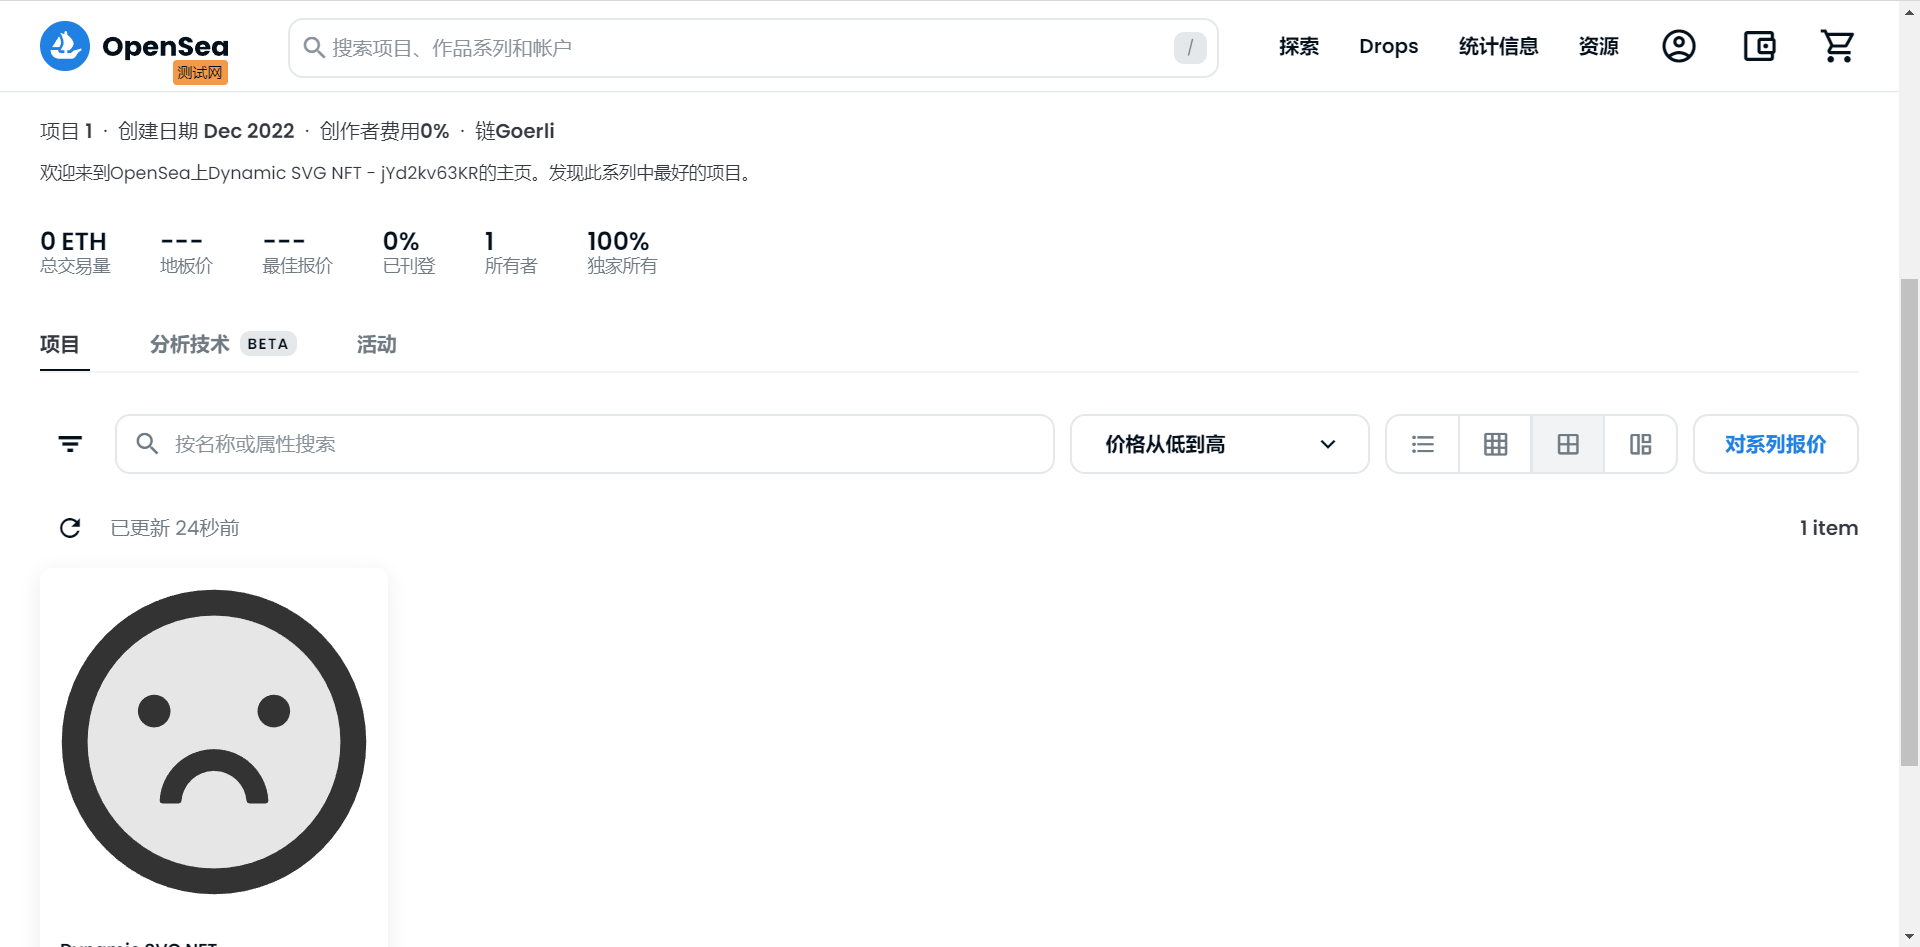 OpenSea
测试网
搜索项目、作品系列和帐户
/
探索
Drops
统计信息
资源
项目 1 · 创建日期 Dec 2022 · 创作者费用0% · 链Goerli
欢迎来到OpenSea上Dynamic SVG NFT - jYd2kv63KR的主页。发现此系列中最好的项目。
0 ETH
总交易量
---
地板价
---
最佳报价
0%
已刊登
1
所有者
100%
独家所有
项目
分析技术 BETA
活动
按名称或属性搜索
价格从低到高
对系列报价
已更新 24秒前
1 item
Dynamic SVG NFT